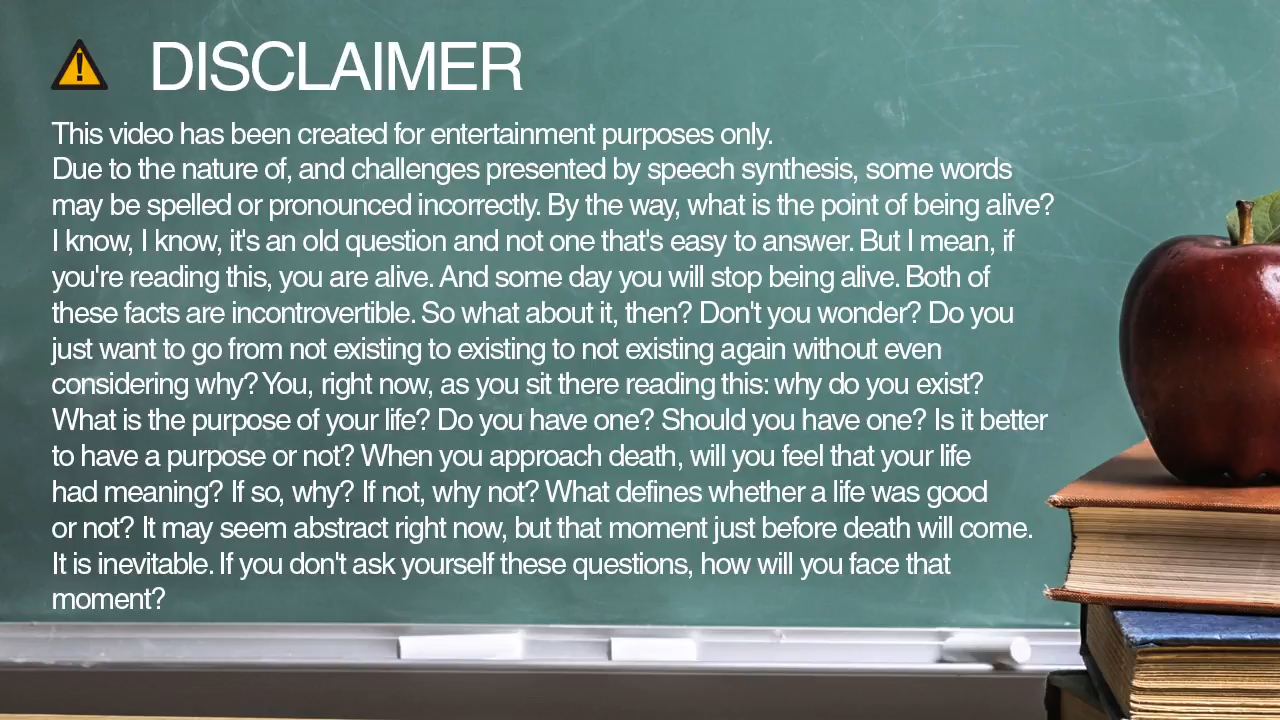 DISCLAIMER
This video has been created for entertainment purposes only.
Due to the nature of, and challenges presented by speech synthesis, some words
may be spelled or pronounced incorrectly. By the way, what is the point of being alive?
I know, I know, it's an old question and not one that's easy to answer. But I mean, if
you're reading this, you are alive. And some day you will stop being alive. Both of
these facts are incontrovertible. So what about it, then? Don't you wonder? Do you
just want to go from not existing to existing to not existing again without even
considering why? You, right now, as you sit there reading this: why do you exist?
What is the purpose of your life? Do you have one? Should you have one? Is it better
to have a purpose or not? When you approach death, will you feel that your life
had meaning? If so, why? If not, why not? What defines whether a life was good
or not? It may seem abstract right now, but that moment just before death will come.
It is inevitable. If you don't ask yourself these questions, how will you face that
moment?